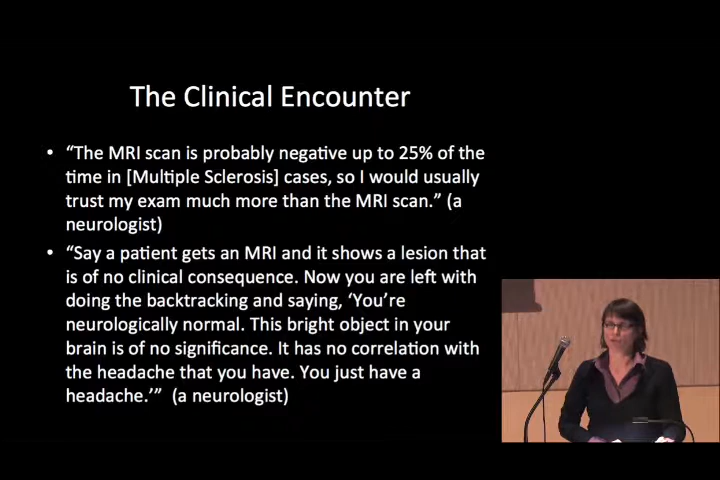 The Clinical Encounter
• “The MRI scan is probably negative up to 25% of the
time in [Multiple Sclerosis] cases, so I would usually
trust my exam much more than the MRI scan.” (a
neurologist)
• “Say a patient gets an MRI and it shows a lesion that
is of no clinical consequence. Now you are left with
doing the backtracking and saying, ‘You’re
neurologically normal. This bright object in your
brain is of no significance. It has no correlation with
the headache that you have. You just have a
headache.’” (a neurologist)